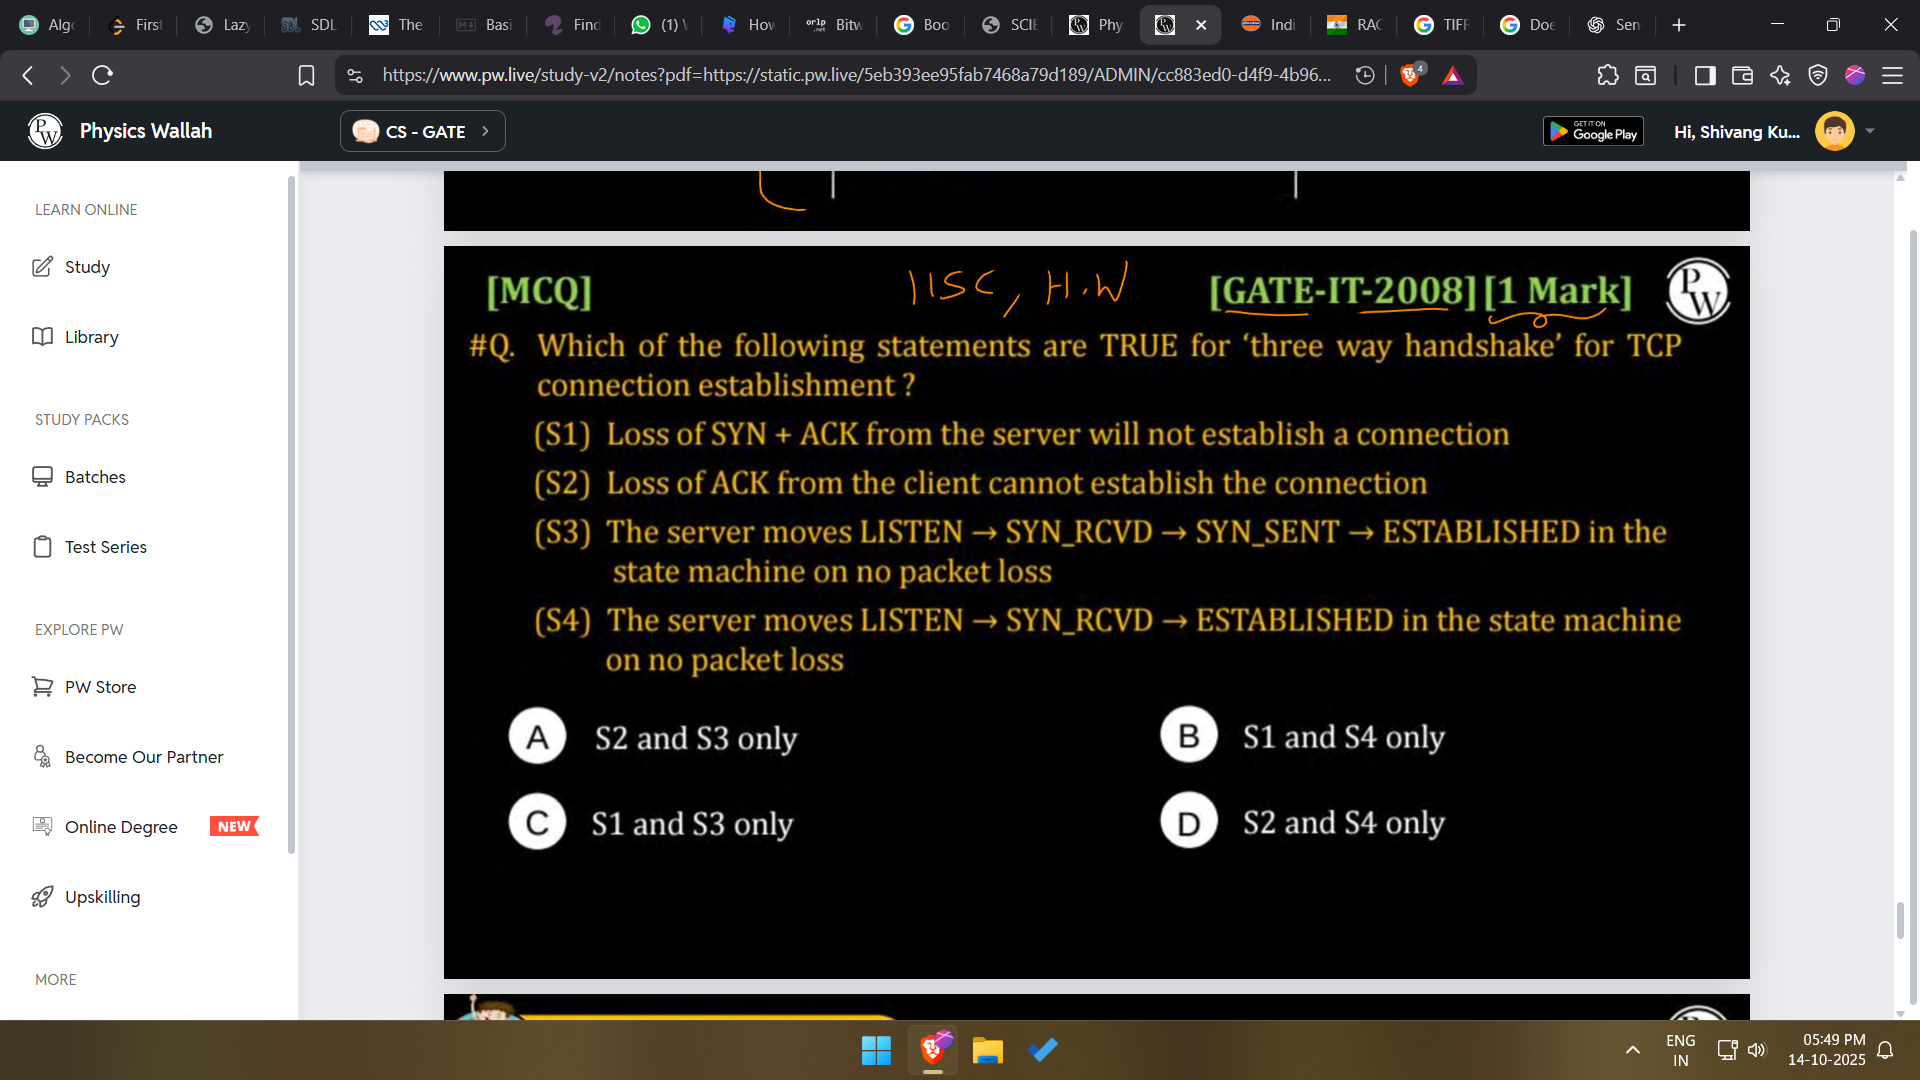 Algo
First
Lazy
SDL
The
Basi
Find
(1) W
How
Bitw
Boo
SCIE
Phy
Indi
RAC
TIFR
Doe
Sen
https://www.pw.live/study-v2/notes?pdf=https://static.pw.live/5eb393ee95fab7468a79d189/ADMIN/cc883ed0-d4f9-4b96...
4
PW
Physics Wallah
CS - GATE
GET IT ON
Google Play
Hi, Shivang Ku...
LEARN ONLINE
Study
Library
STUDY PACKS
Batches
Test Series
EXPLORE PW
PW Store
Become Our Partner
Online Degree NEW
Upskilling
MORE
[MCQ] IISC, H.W. [GATE-IT-2008] [1 Mark] PW
#Q. Which of the following statements are TRUE for ‘three way handshake’ for TCP
connection establishment ?
(S1) Loss of SYN + ACK from the server will not establish a connection
(S2) Loss of ACK from the client cannot establish the connection
(S3) The server moves LISTEN → SYN_RCVD → SYN_SENT → ESTABLISHED in the
state machine on no packet loss
(S4) The server moves LISTEN → SYN_RCVD → ESTABLISHED in the state machine
on no packet loss
A S2 and S3 only
B S1 and S4 only
C S1 and S3 only
D S2 and S4 only
ENG
IN
05:49 PM
14-10-2025